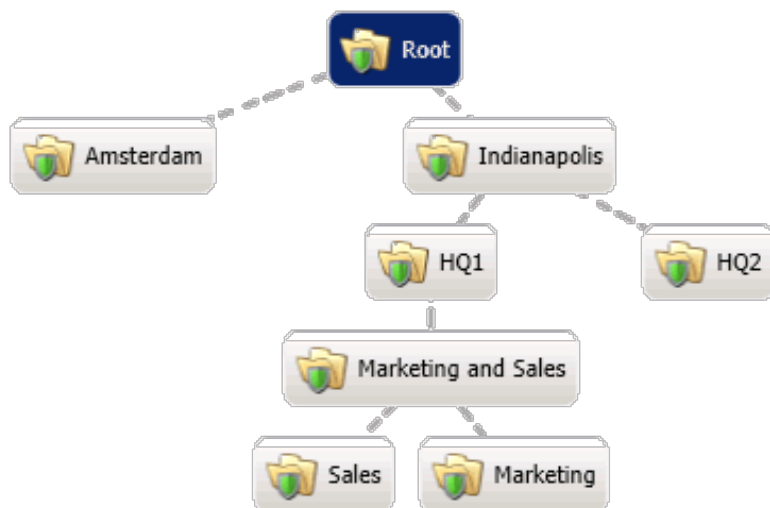 Root
Amsterdam
Indianapolis
HQ1
HQ2
Marketing and Sales
Sales
Marketing